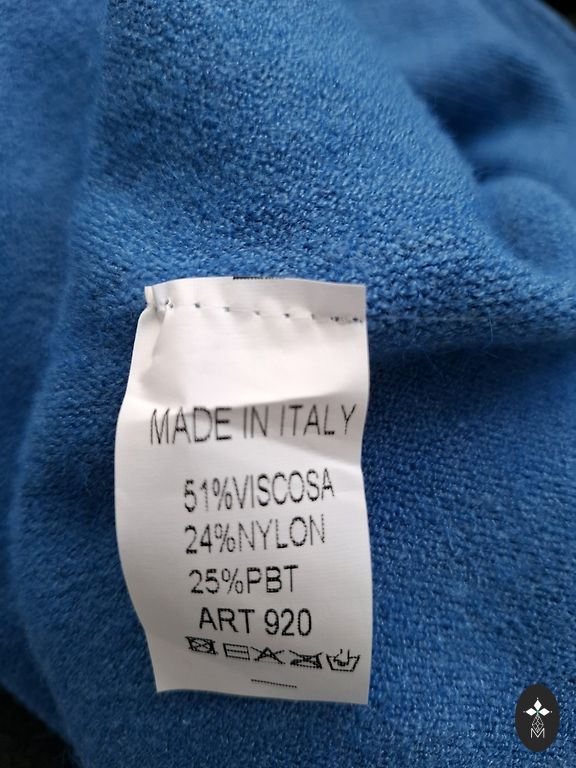 MADE IN ITALY
51%VISCOSA
24%NYLON
25%PBT
ART 920
M